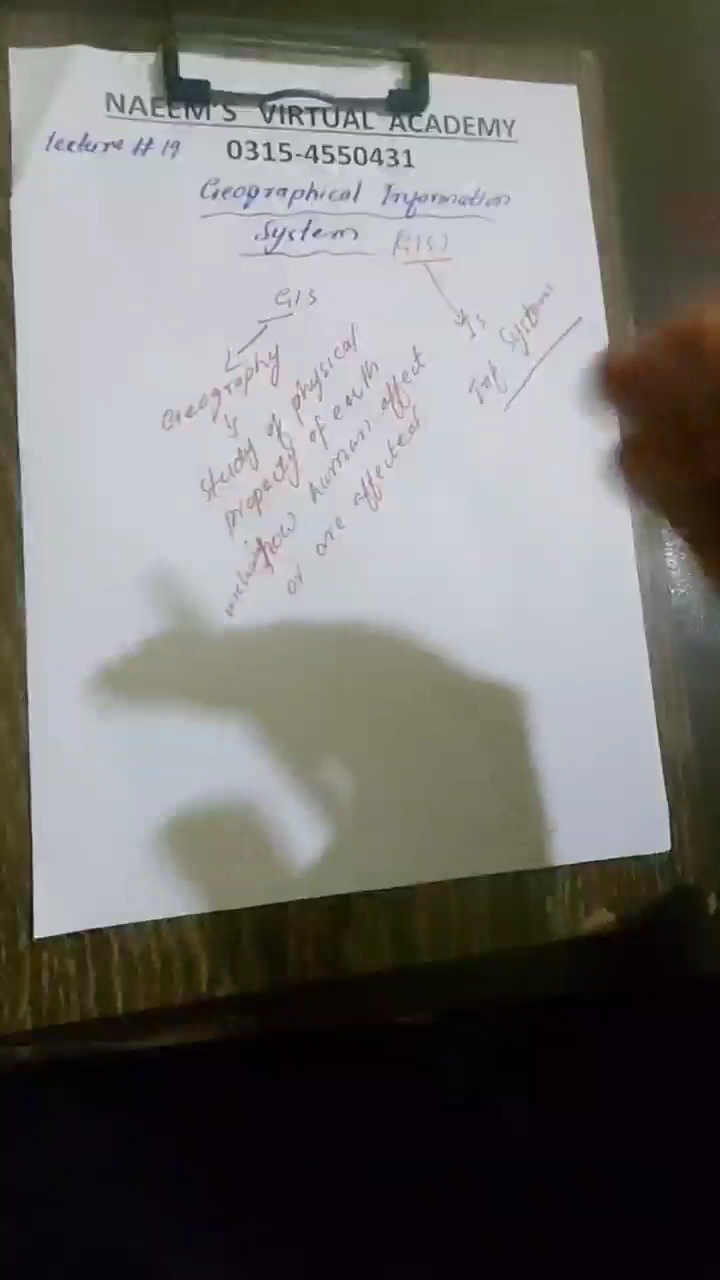 NAEEM'S VIRTUAL ACADEMY
lecture # 19 0315-4550431
Geographical Information
System (GIS)
GIS
Geography
study of physical
property of earth
how human affect
or are affected
Is
Inf System